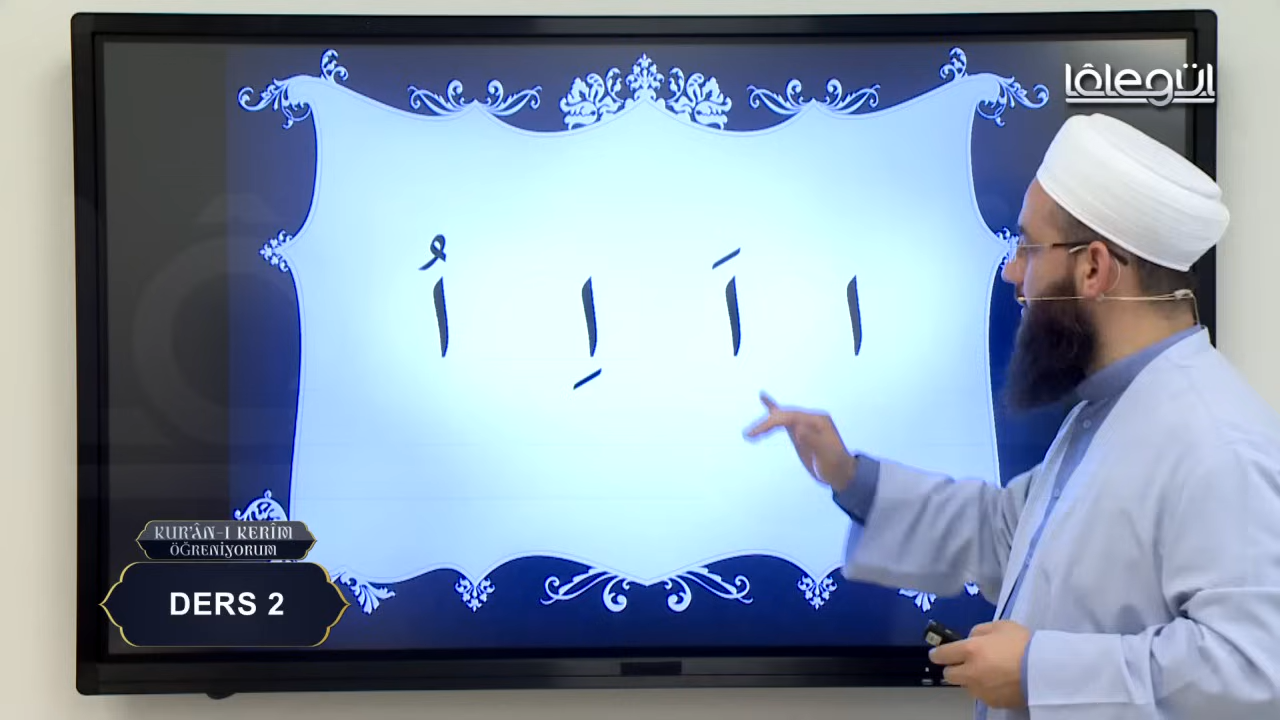 lâlegül
ا اَ اِ اُ
KUR'ÂN-I KERÎM
ÖĞRENİYORUM
DERS 2